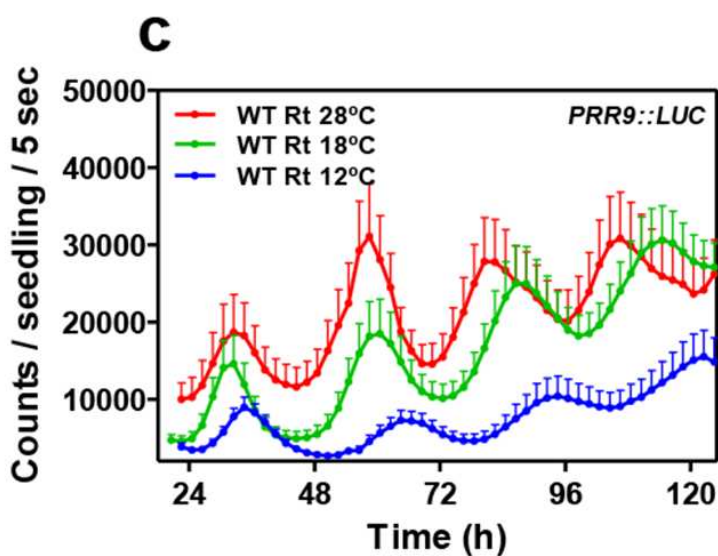 C
Counts / seedling / 5 sec
50000
40000
30000
20000
10000
WT Rt 28ºC
WT Rt 18ºC
WT Rt 12ºC
PRR9::LUC
24 48 72 96 120
Time (h)